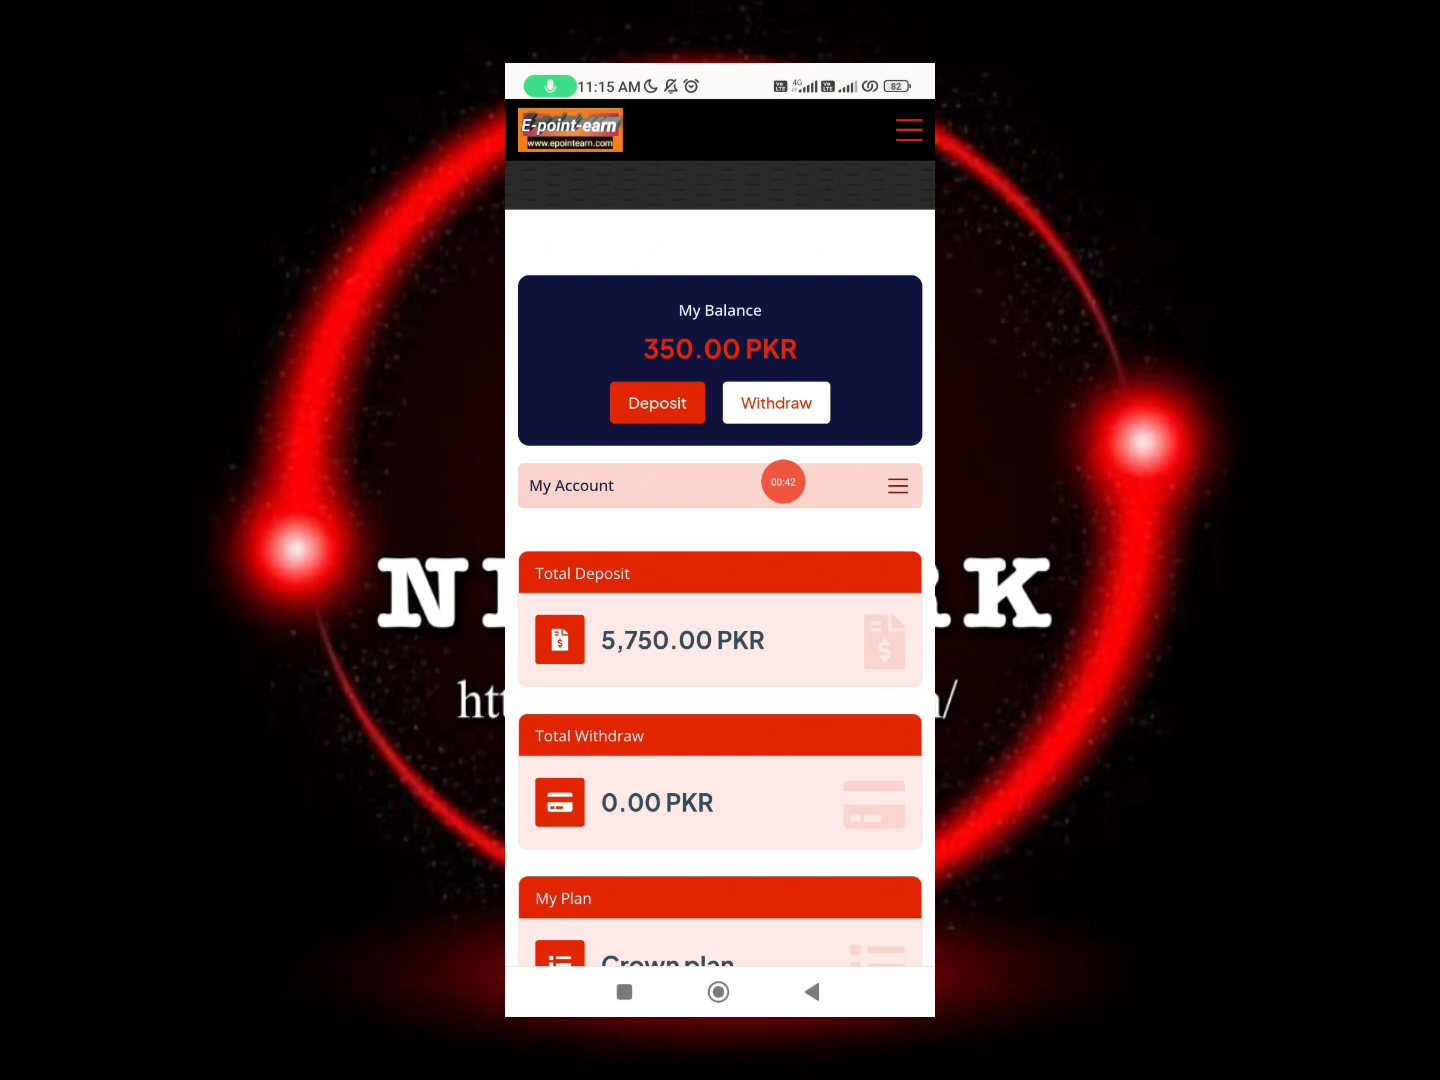 11:15 AM
4G
82
E-point-earn
www.epointearn.com
My Balance
350.00 PKR
Deposit
Withdraw
My Account
00:42
Total Deposit
5,750.00 PKR
Total Withdraw
0.00 PKR
My Plan
Crown plan